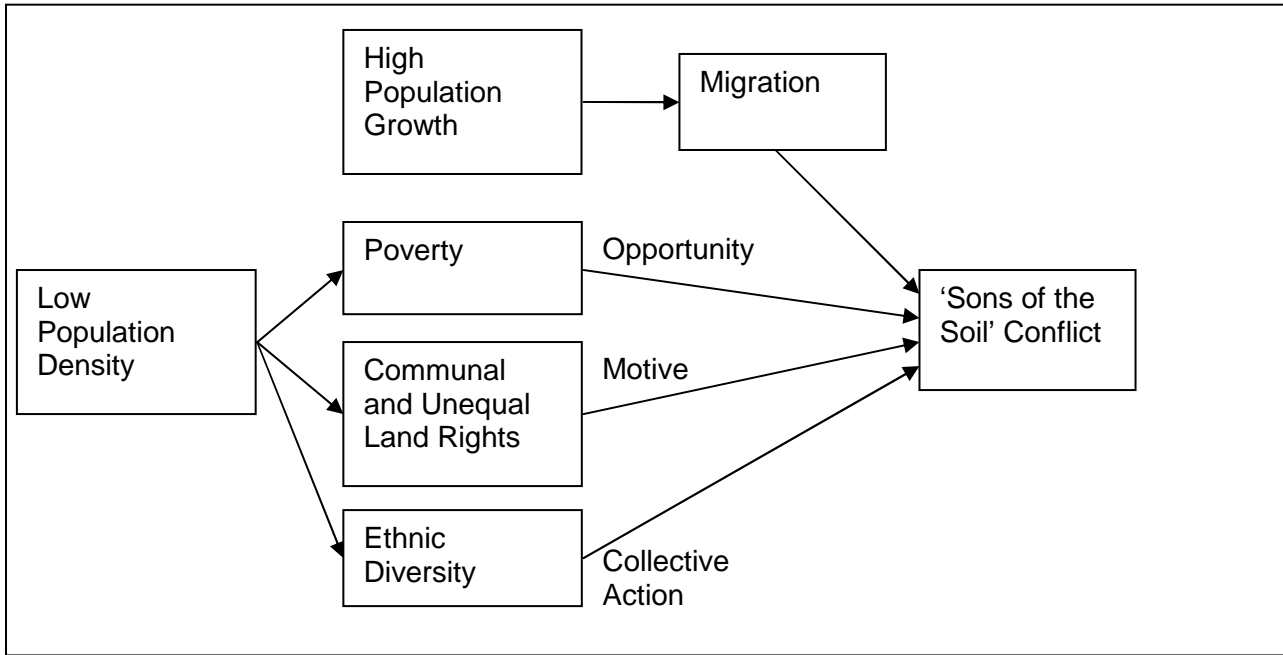 High
Population
Growth
Migration
Poverty
Opportunity
Low
Population
Density
‘Sons of the
Soil’ Conflict
Communal
and Unequal
Land Rights
Motive
Ethnic
Diversity
Collective
Action